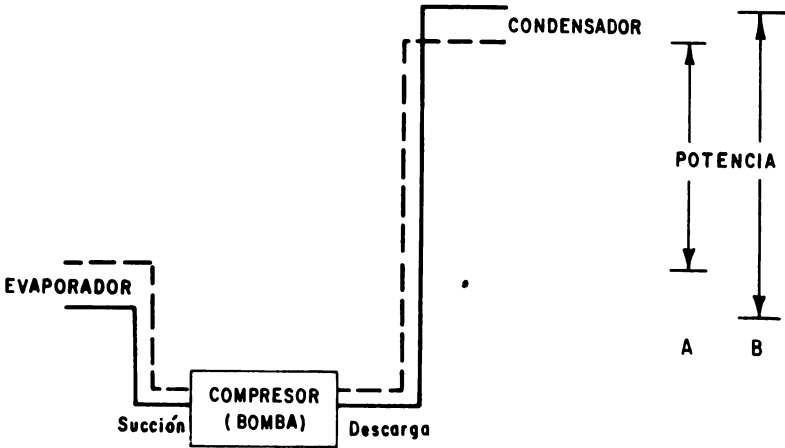 CONDENSADOR
POTENCIA
EVAPORADOR
A B
COMPRESOR
(BOMBA)
Succión
Descarga